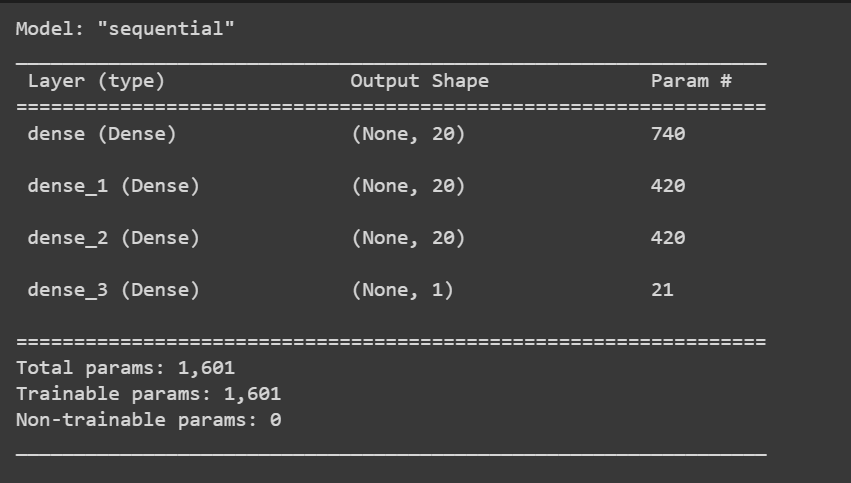 Model: "sequential"
_________________________________________________________________
 Layer (type)                Output Shape              Param #
=================================================================
 dense (Dense)               (None, 20)                740
 dense_1 (Dense)             (None, 20)                420
 dense_2 (Dense)             (None, 20)                420
 dense_3 (Dense)             (None, 1)                 21
=================================================================
Total params: 1,601
Trainable params: 1,601
Non-trainable params: 0
_________________________________________________________________